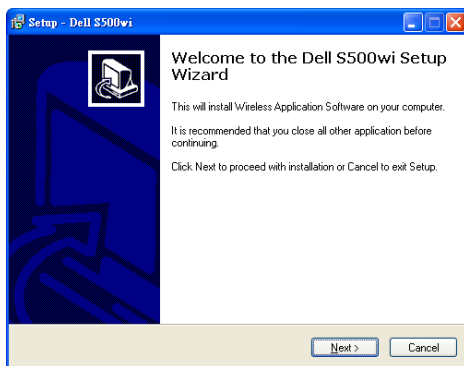 Setup - Dell S500wi
Welcome to the Dell S500wi Setup
Wizard
This will install Wireless Application Software on your computer.
It is recommended that you close all other application before
continuing.
Click Next to proceed with installation or Cancel to exit Setup.
Next >
Cancel